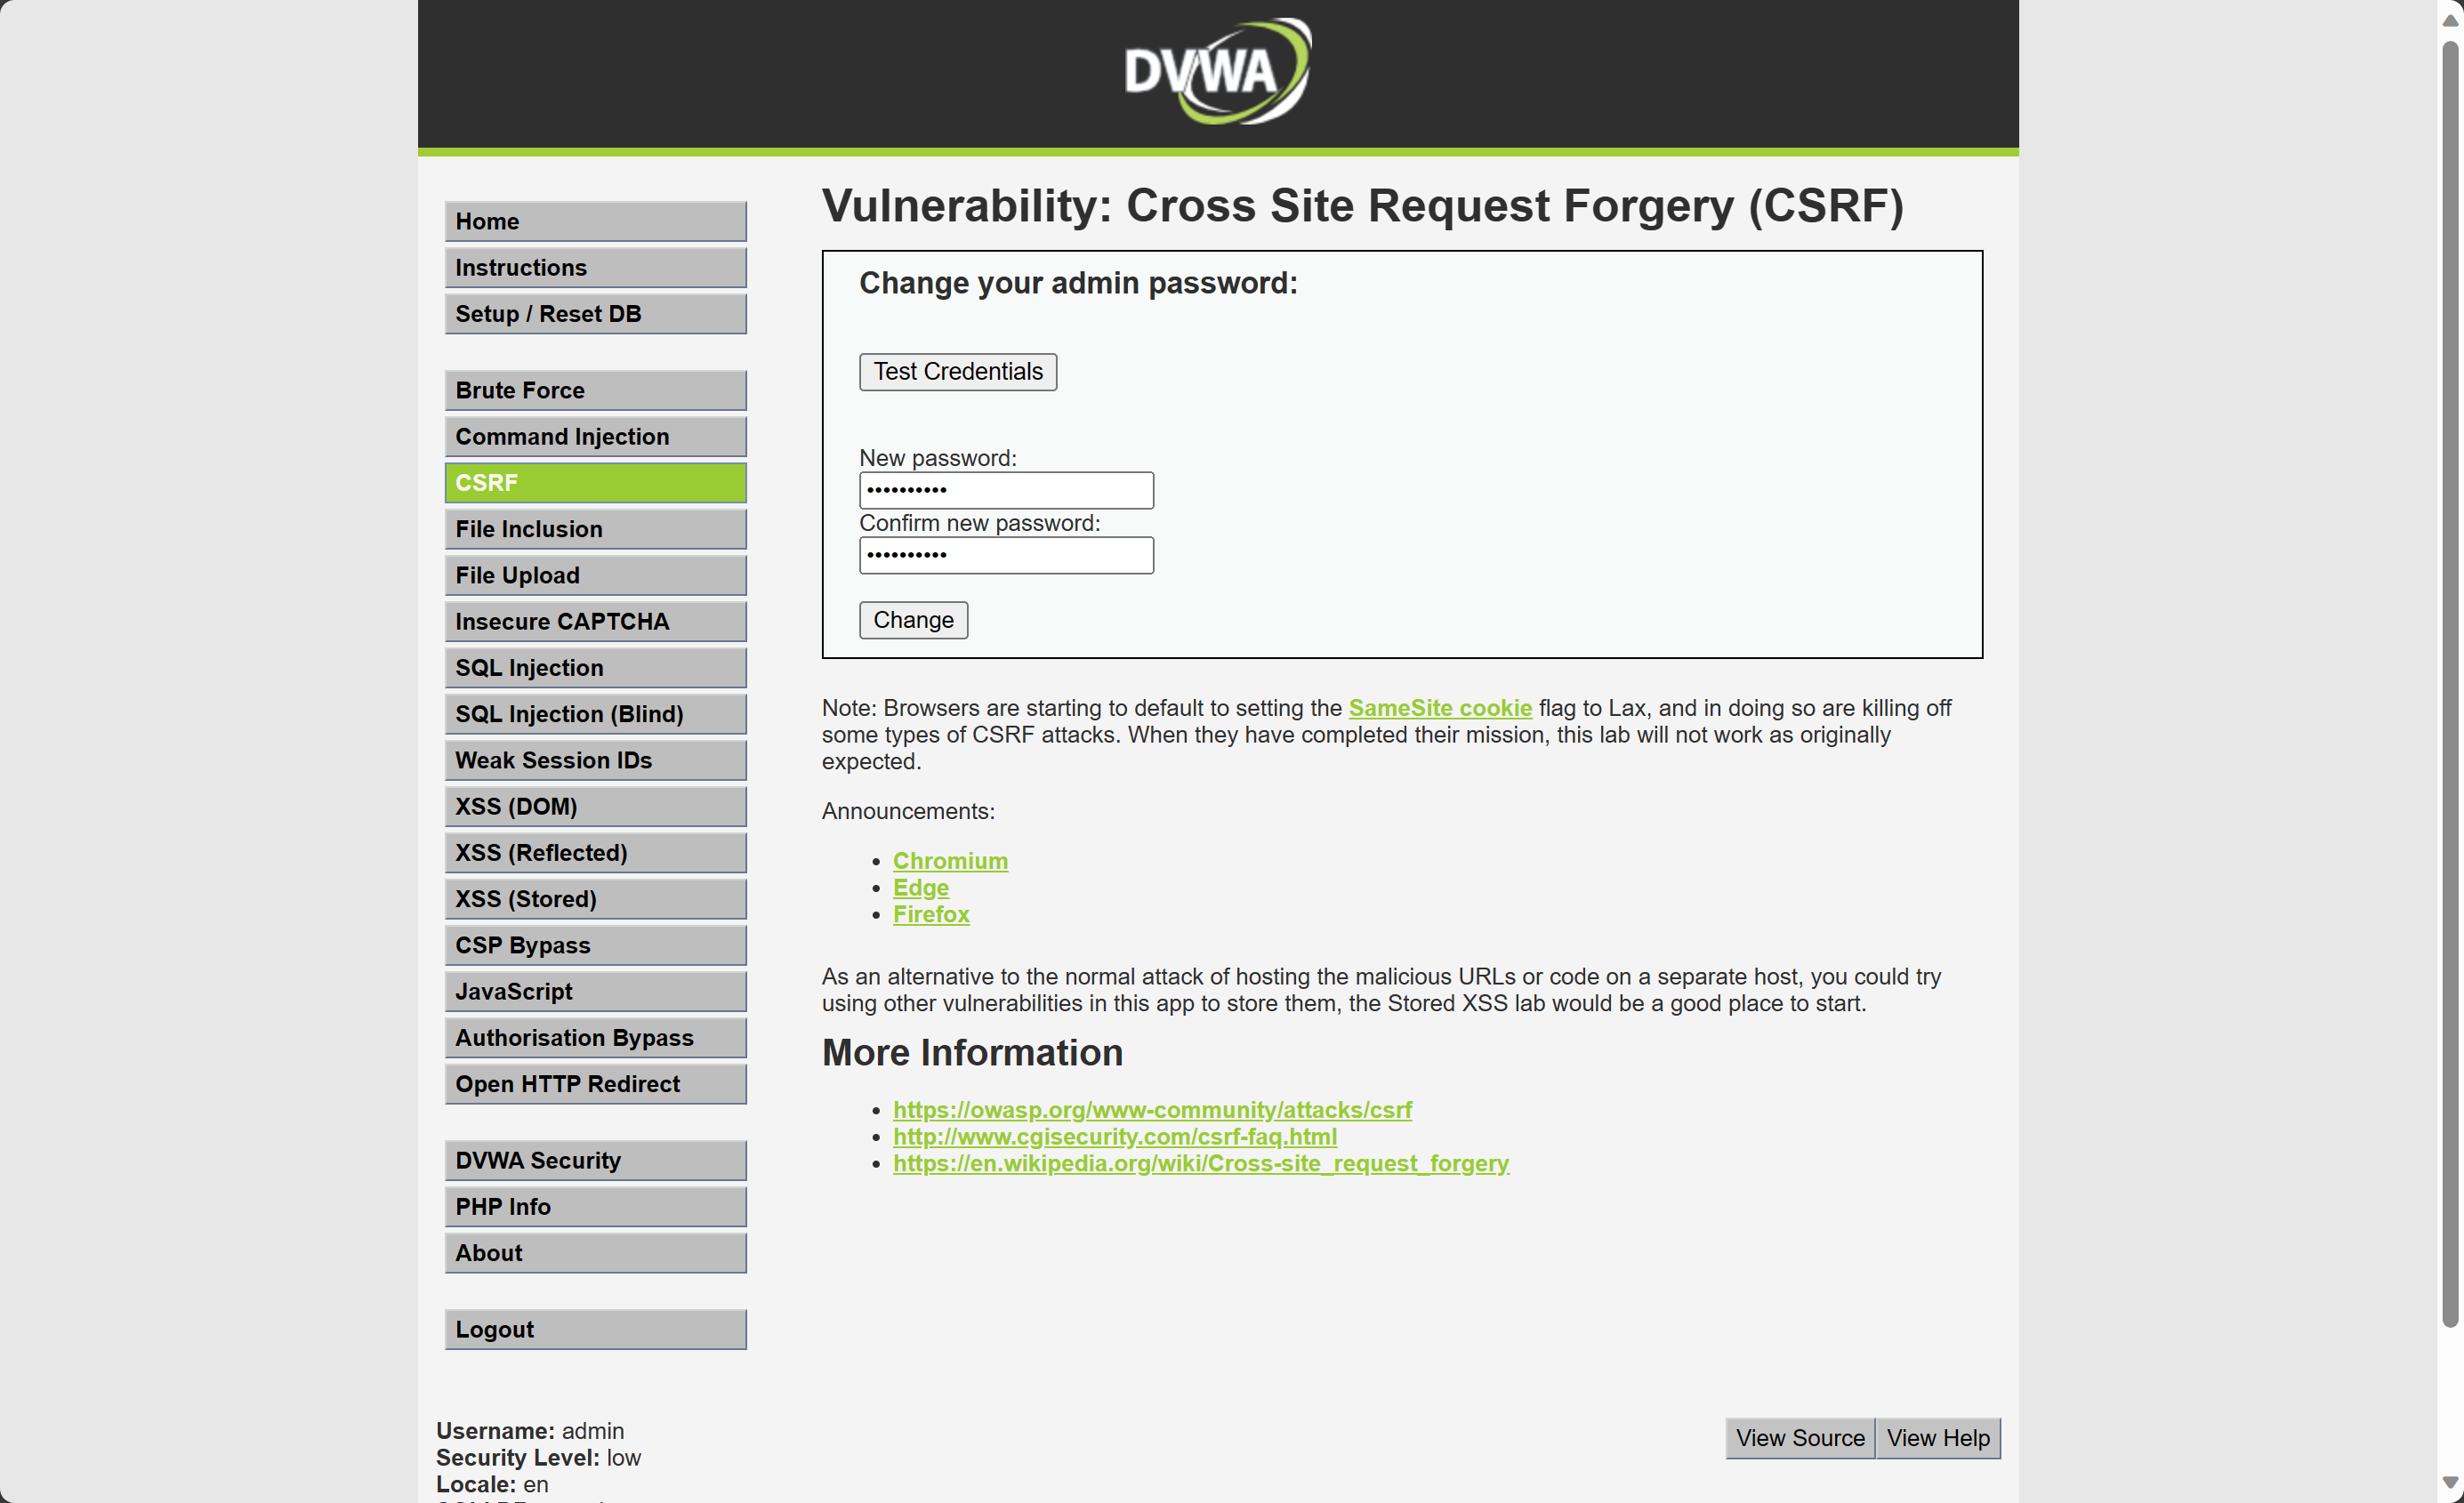 DVWA
Home
Instructions
Setup / Reset DB
Brute Force
Command Injection
CSRF
File Inclusion
File Upload
Insecure CAPTCHA
SQL Injection
SQL Injection (Blind)
Weak Session IDs
XSS (DOM)
XSS (Reflected)
XSS (Stored)
CSP Bypass
JavaScript
Authorisation Bypass
Open HTTP Redirect
DVWA Security
PHP Info
About
Logout
Vulnerability: Cross Site Request Forgery (CSRF)
Change your admin password:
Test Credentials
New password:
••••••••••
Confirm new password:
••••••••••
Change
Note: Browsers are starting to default to setting the SameSite cookie flag to Lax, and in doing so are killing off
some types of CSRF attacks. When they have completed their mission, this lab will not work as originally
expected.
Announcements:
• Chromium
• Edge
• Firefox
As an alternative to the normal attack of hosting the malicious URLs or code on a separate host, you could try
using other vulnerabilities in this app to store them, the Stored XSS lab would be a good place to start.
More Information
• https://owasp.org/www-community/attacks/csrf
• http://www.cgisecurity.com/csrf-faq.html
• https://en.wikipedia.org/wiki/Cross-site_request_forgery
Username: admin
Security Level: low
Locale: en
View Source View Help